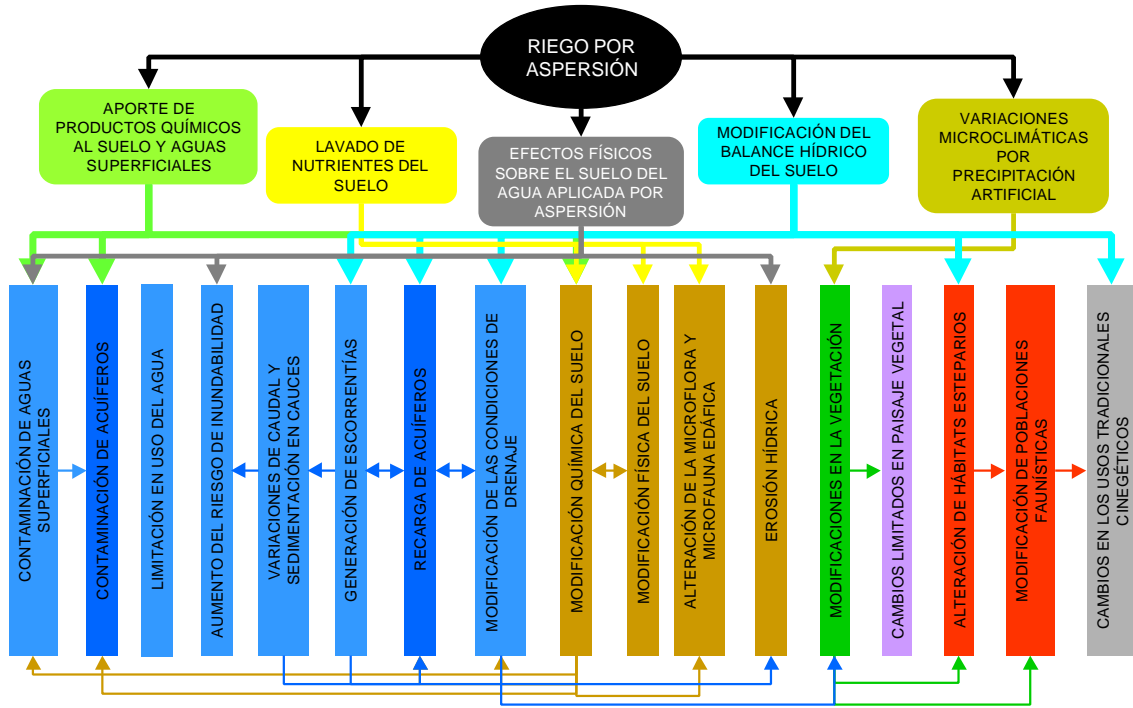 RIEGO POR
ASPERSIÓN
APORTE DE
PRODUCTOS QUÍMICOS
AL SUELO Y AGUAS
SUPERFICIALES
LAVADO DE
NUTRIENTES DEL
SUELO
EFECTOS FÍSICOS
SOBRE EL SUELO DEL
AGUA APLICADA POR
ASPERSIÓN
MODIFICACIÓN DEL
BALANCE HÍDRICO
DEL SUELO
VARIACIONES
MICROCLIMÁTICAS
POR
PRECIPITACIÓN
ARTIFICIAL
CONTAMINACIÓN DE AGUAS
SUPERFICIALES
CONTAMINACIÓN DE ACUÍFEROS
LIMITACIÓN EN USO DEL AGUA
AUMENTO DEL RIESGO DE INUNDABILIDAD
VARIACIONES DE CAUDAL Y
SEDIMENTACIÓN EN CAUCES
GENERACIÓN DE ESCORRENTÍAS
RECARGA DE ACUÍFEROS
MODIFICACIÓN DE LAS CONDICIONES DE
DRENAJE
MODIFICACIÓN QUÍMICA DEL SUELO
MODIFICACIÓN FÍSICA DEL SUELO
ALTERACIÓN DE LA MICROFLORA Y
MICROFAUNA EDÁFICA
EROSIÓN HÍDRICA
MODIFICACIONES EN LA VEGETACIÓN
CAMBIOS LIMITADOS EN PAISAJE VEGETAL
ALTERACIÓN DE HÁBITATS ESTEPARIOS
MODIFICACIÓN DE POBLACIONES
FAUNÍSTICAS
CAMBIOS EN LOS USOS TRADICIONALES
CINEGÉTICOS